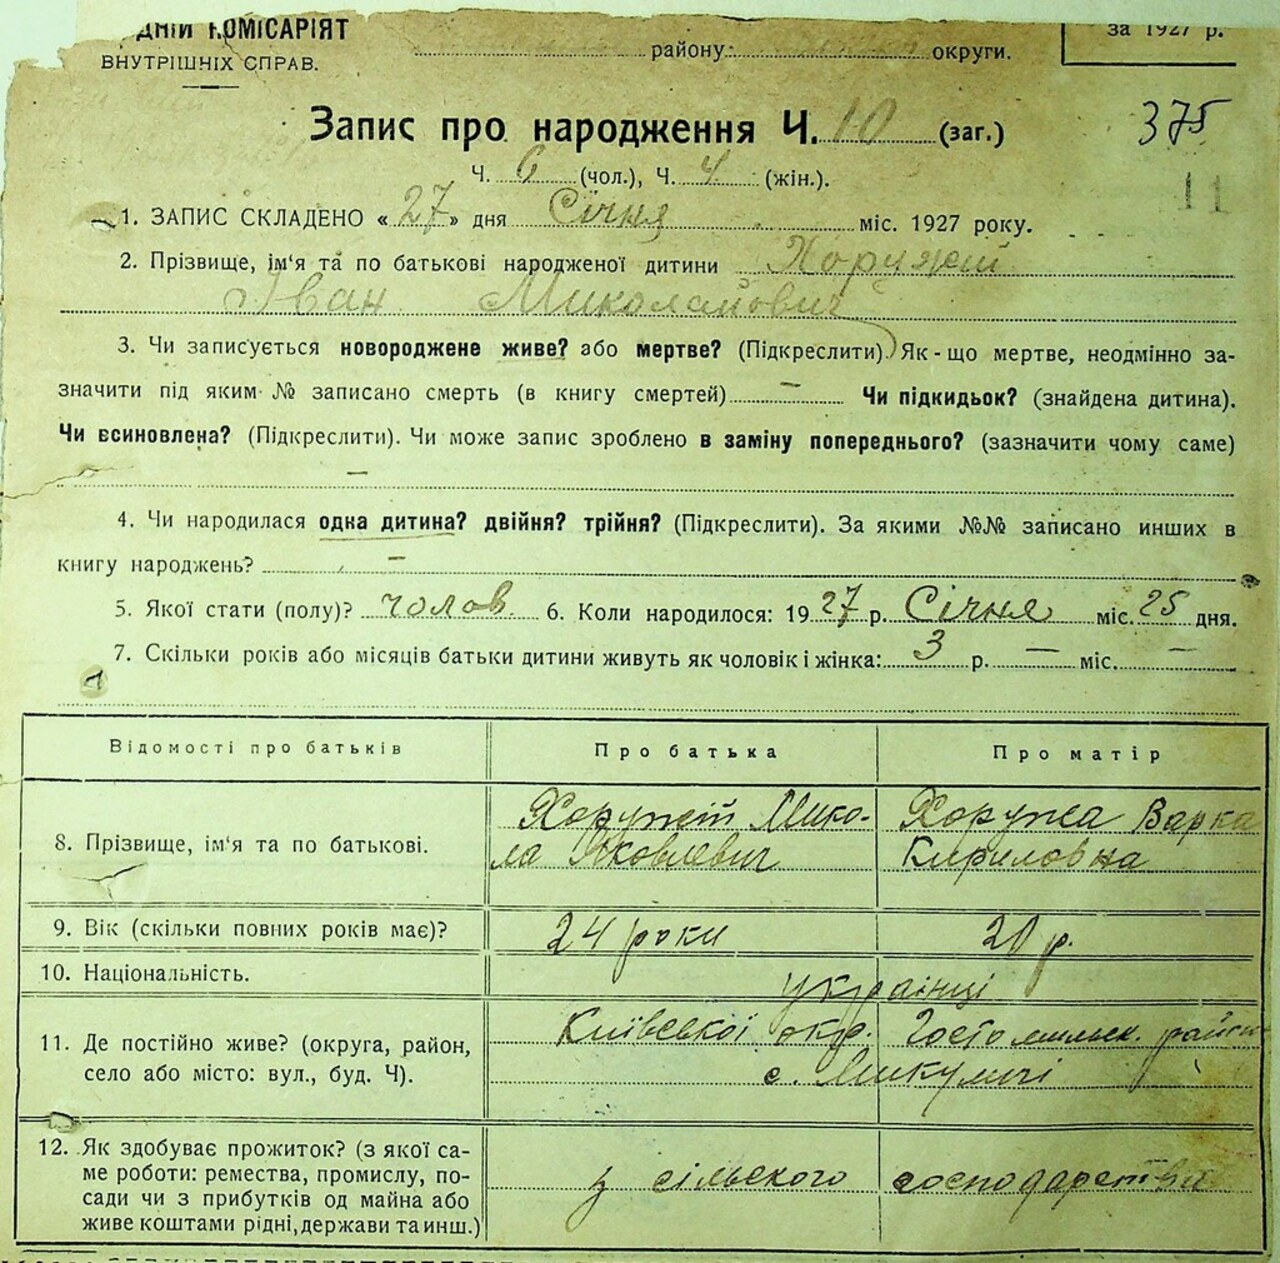 ДНІЙ КОМІСАРІЯТ
ВНУТРІШНІХ СПРАВ.
району округи.
за 1927 р.
Запис про народження Ч. 10 (заг.)
375
Ч. 6 (чол.), Ч. 4 (жін.).
11
1. ЗАПИС СКЛАДЕНО « 27 » дня Січня міс. 1927 року.
2. Прізвище, ім'я та по батькові народженої дитини Хоружій
Іван Миколайович
3. Чи записується новороджене живе? або мертве? (Підкреслити). Як-що мертве, неодмінно за-
значити під яким № записано смерть (в книгу смертей) — Чи підкидьок? (знайдена дитина).
Чи всиновлена? (Підкреслити). Чи може запис зроблено в заміну попереднього? (зазначити чому саме)
—
4. Чи народилася одна дитина? двійня? трійня? (Підкреслити). За якими №№ записано инших в
книгу народжень? —
5. Якої стати (полу)? чолов. 6. Коли народилося: 1927 р. Січня міс. 25 дня.
7. Скільки років або місяців батьки дитини живуть як чоловік і жінка: 3 р. — міс. —
Відомості про батьків Про батька Про матір
8. Прізвище, ім'я та по батькові. Хоружій Мико-
ла Яковлевич Хоружа Варка
Кириловна
9. Вік (скільки повних років має)? 24 роки 20 р.
10. Національність. українці
11. Де постійно живе? (округа, район,
село або місто: вул., буд. Ч). Київської окр. Гостомильск. район
с. Микуличі
12. Як здобуває прожиток? (з якої са-
ме роботи: ремества, промислу, по-
сади чи з прибутків од майна або
живе коштами рідні, держави та инш.) з сільського господарства